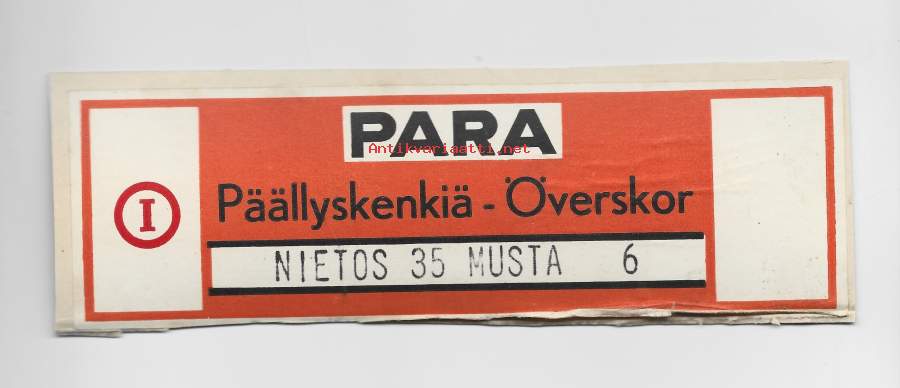 PARA
Antikvariaatti.net
I
Päällyskenkiä - Överskor
NIETOS 35 MUSTA 6